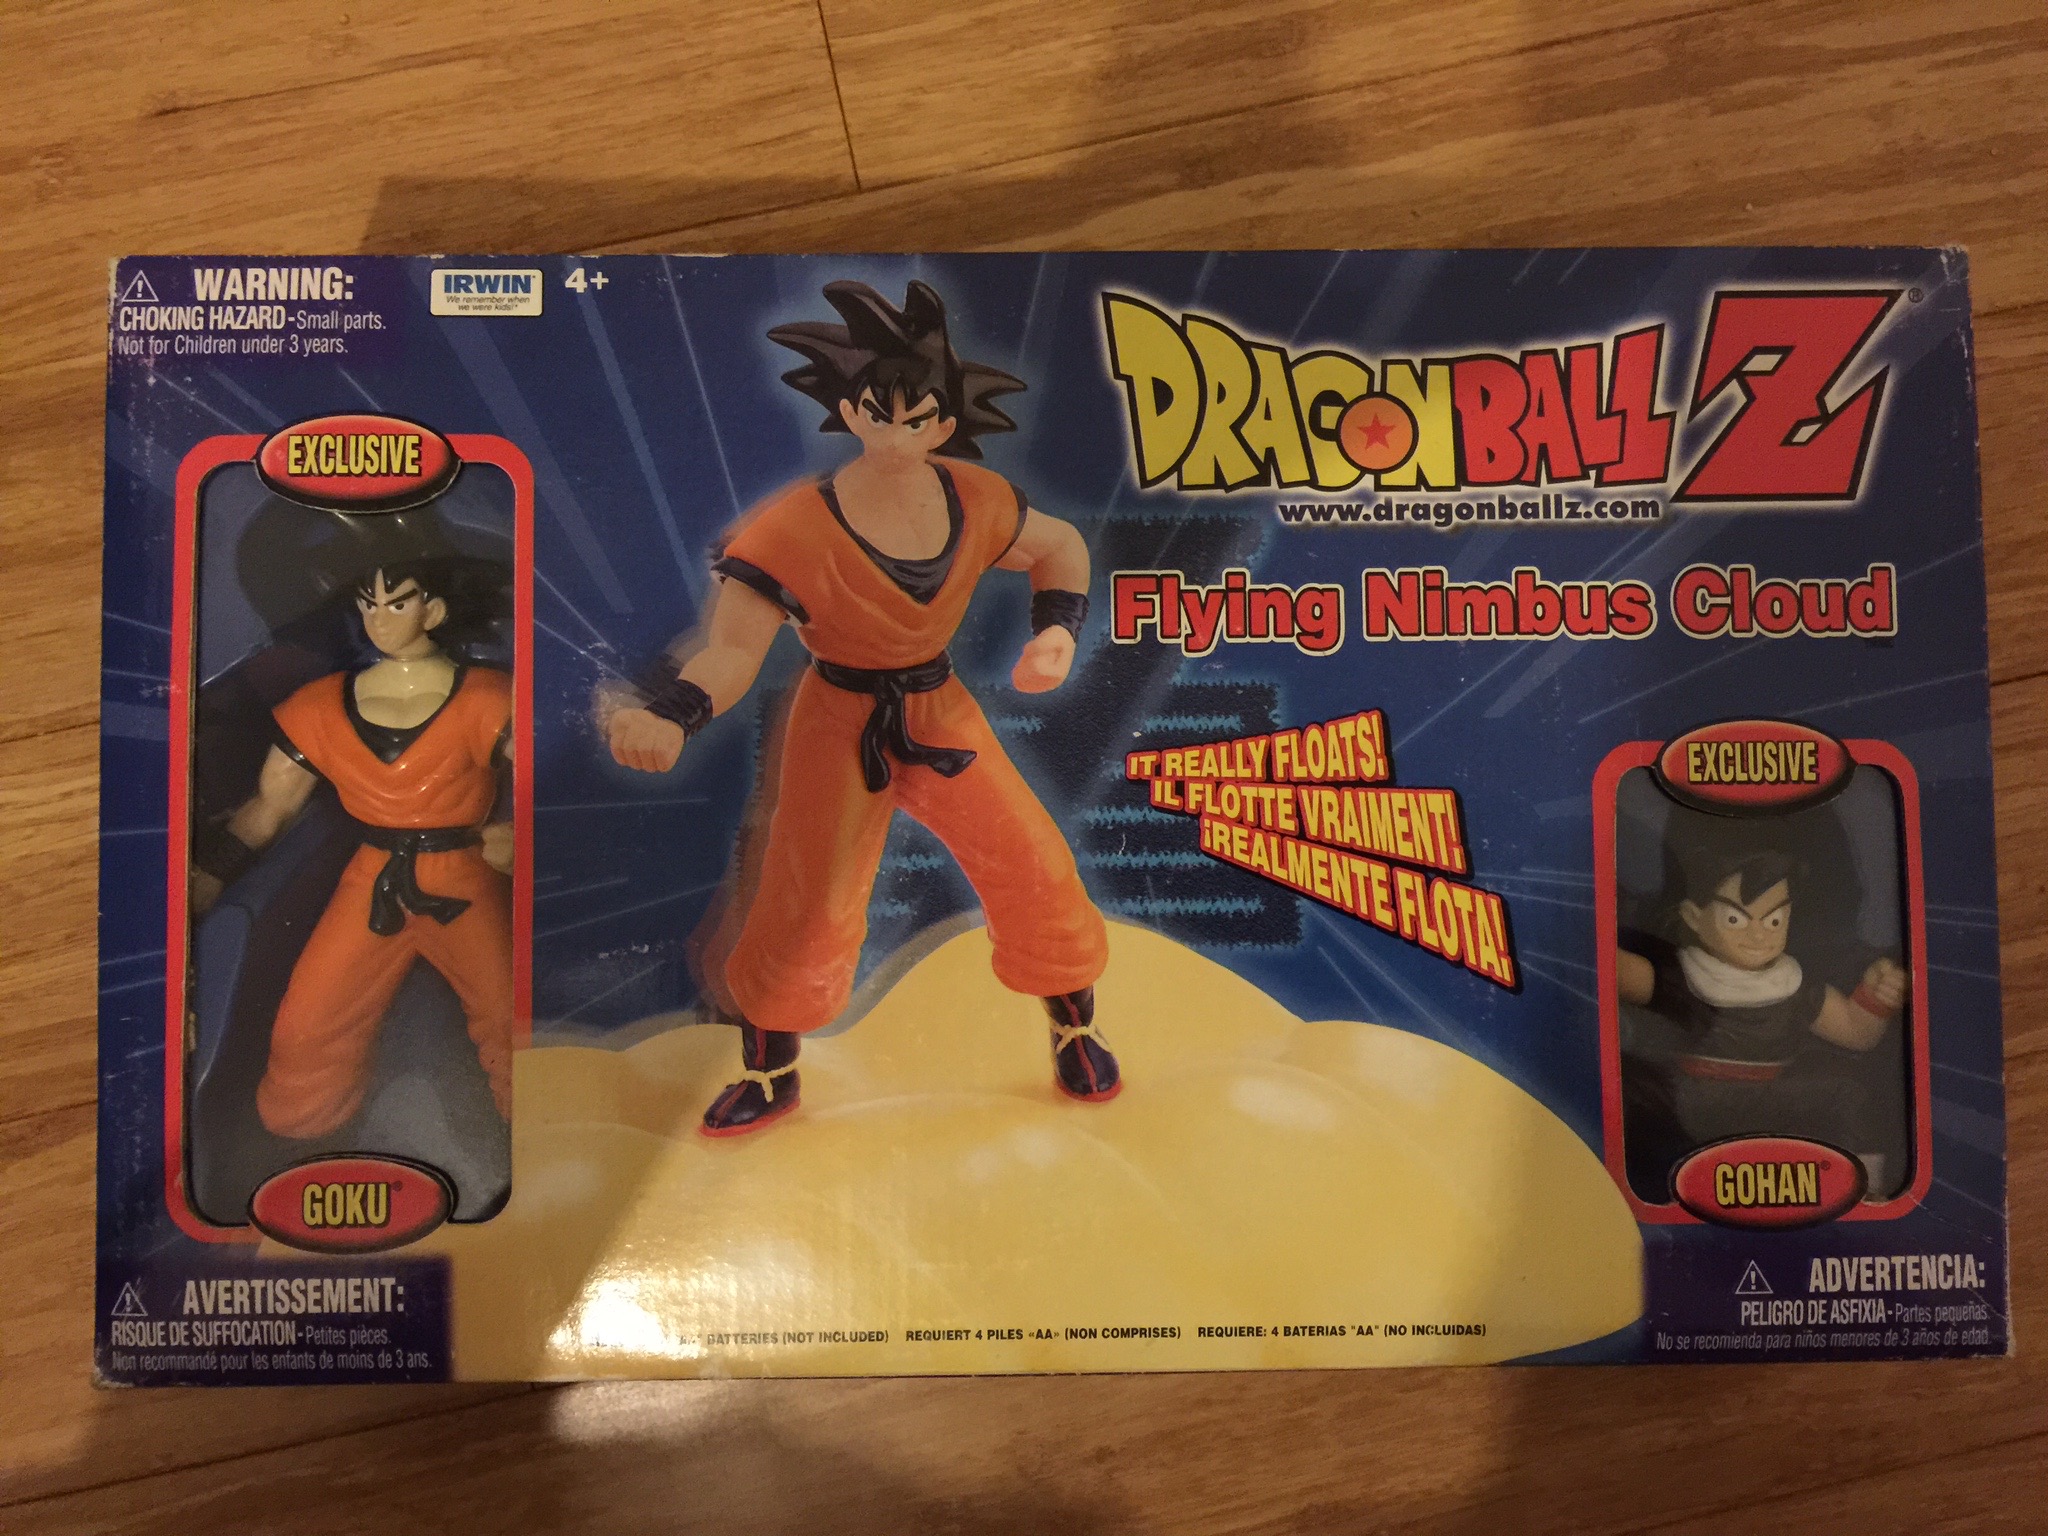 WARNING:
CHOKING HAZARD - Small parts.
Not for Children under 3 years.
IRWIN™
We remember when
we were kids!™
4+
DRAGONBALL Z®
www.dragonballz.com
Flying Nimbus Cloud
IT REALLY FLOATS!
IL FLOTTE VRAIMENT!
¡REALMENTE FLOTA!
EXCLUSIVE
GOKU®
EXCLUSIVE
GOHAN®
AVERTISSEMENT:
RISQUE DE SUFFOCATION - Petites pièces.
Non recommandé pour les enfants de moins de 3 ans.
BATTERIES (NOT INCLUDED) REQUIERT 4 PILES «AA» (NON COMPRISES) REQUIERE: 4 BATERIAS "AA" (NO INCLUIDAS)
ADVERTENCIA:
PELIGRO DE ASFIXIA - Partes pequeñas.
No se recomienda para niños menores de 3 años de edad.